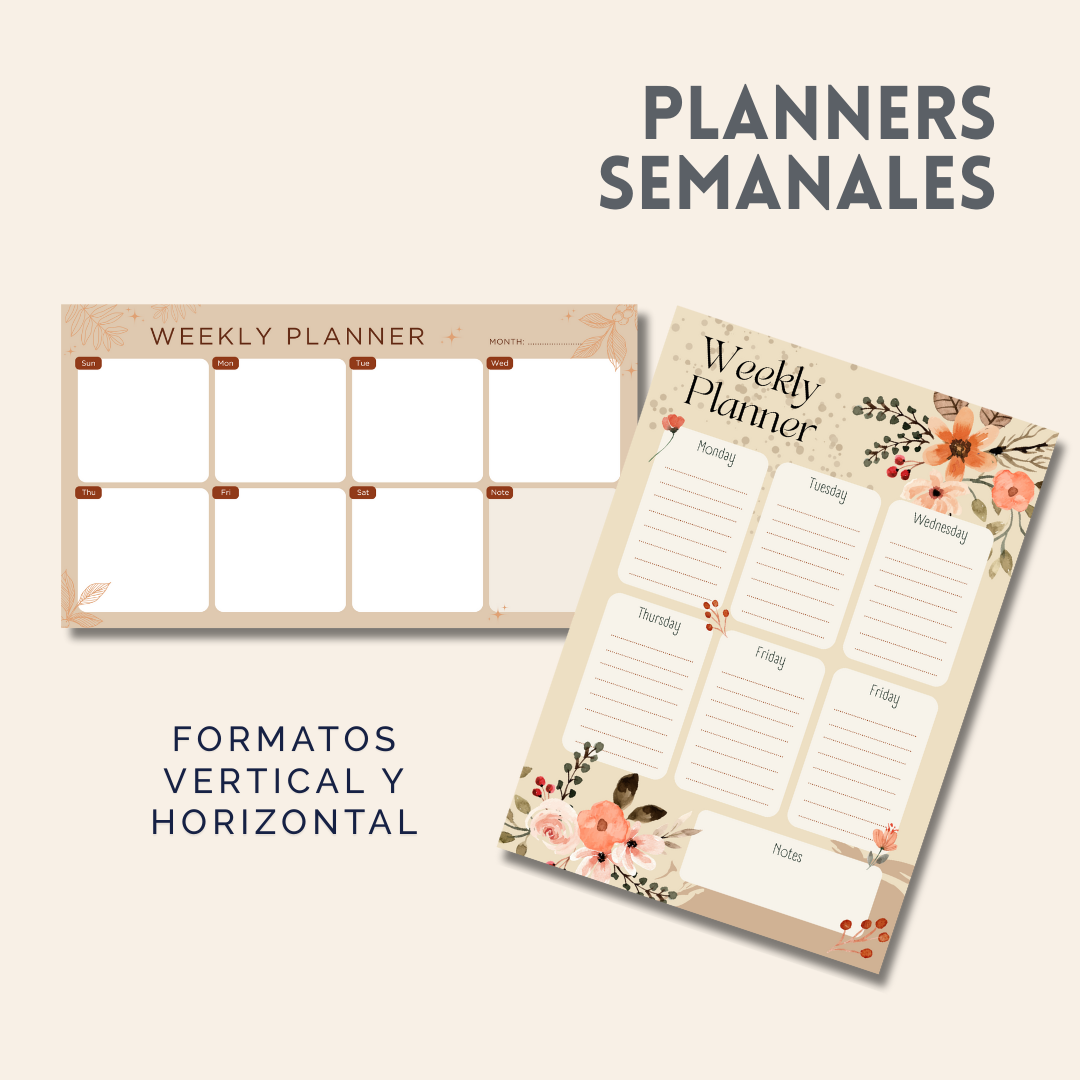 PLANNERS
SEMANALES
WEEKLY PLANNER
MONTH: ....................
Sun
Mon
Tue
Wed
Thu
Fri
Sat
Note
Weekly
Planner
Monday
Tuesday
Wednesday
Thursday
Friday
Friday
Notes
FORMATOS
VERTICAL Y
HORIZONTAL